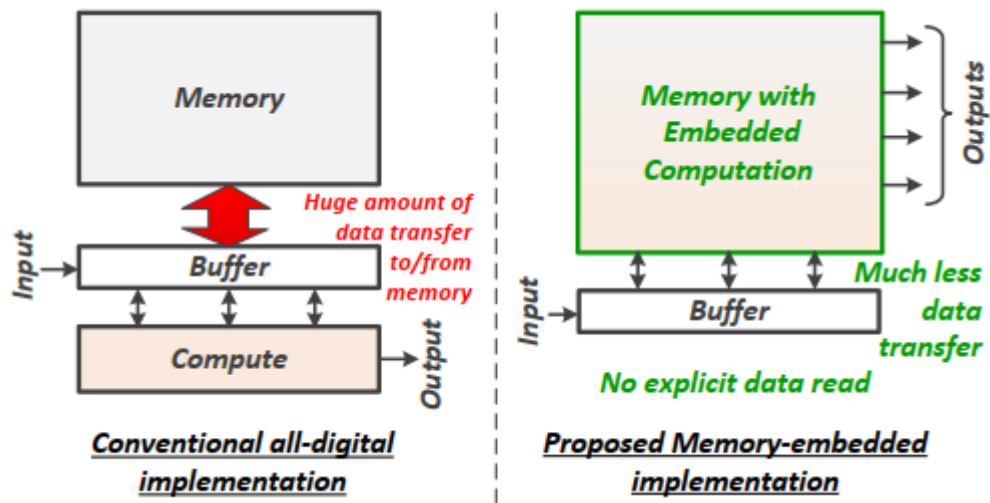 Memory
Huge amount of
data transfer
to/from
memory
Input
Buffer
Compute
Output
Conventional all-digital
implementation
Memory with
Embedded
Computation
Outputs
Input
Buffer
Much less
data
transfer
No explicit data read
Proposed Memory-embedded
implementation